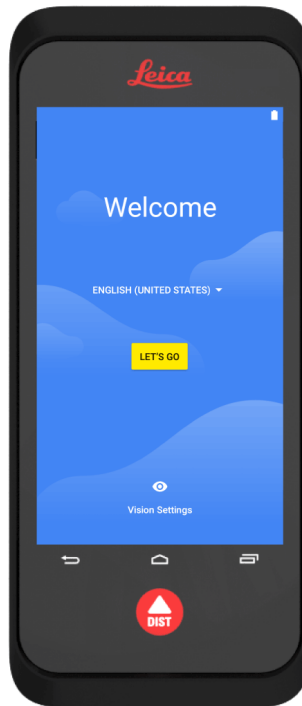 Leica
Welcome
ENGLISH (UNITED STATES)
LET'S GO
Vision Settings
DIST